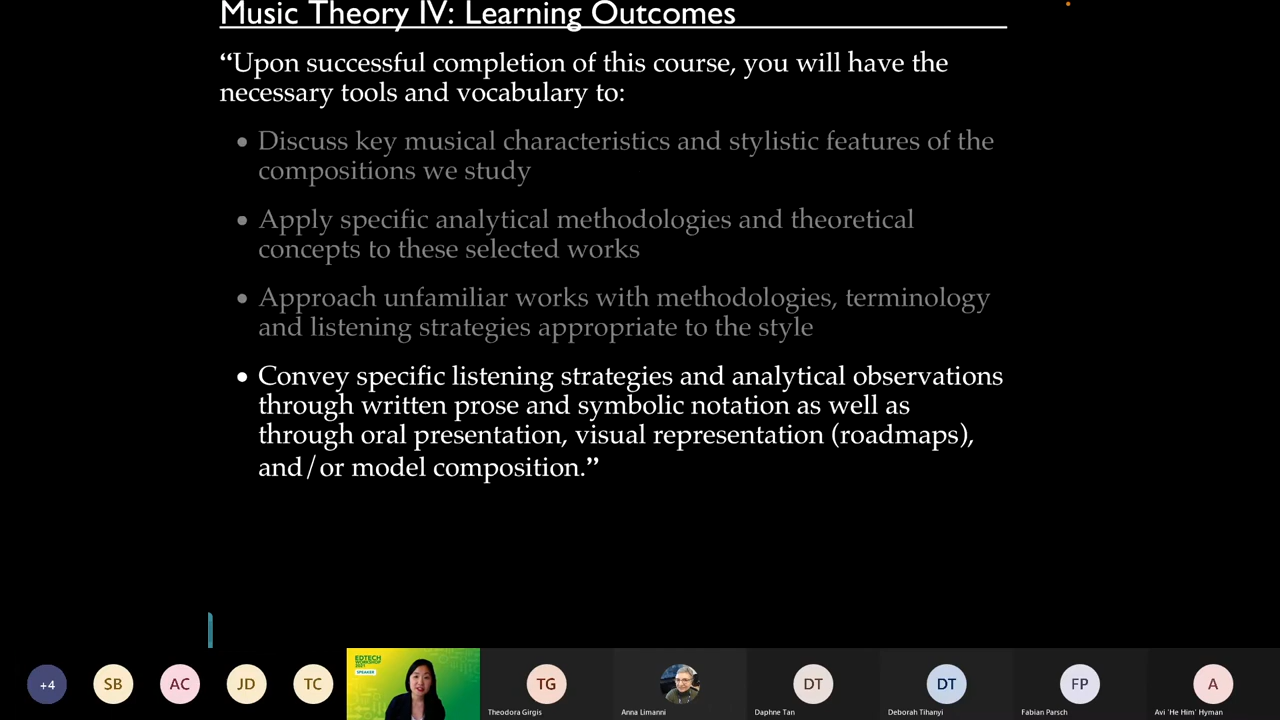 Music Theory IV: Learning Outcomes
“Upon successful completion of this course, you will have the
necessary tools and vocabulary to:
• Discuss key musical characteristics and stylistic features of the
compositions we study
• Apply specific analytical methodologies and theoretical
concepts to these selected works
• Approach unfamiliar works with methodologies, terminology
and listening strategies appropriate to the style
• Convey specific listening strategies and analytical observations
through written prose and symbolic notation as well as
through oral presentation, visual representation (roadmaps),
and/or model composition.”
+4
SB
AC
JD
TC
EDTECH
WORKSHOP
2021
SPEAKER
TG
Theodora Girgis
Anna Limanni
DT
Daphne Tan
DT
Deborah Tihanyi
FP
Fabian Parsch
A
Avi 'He Him' Hyman